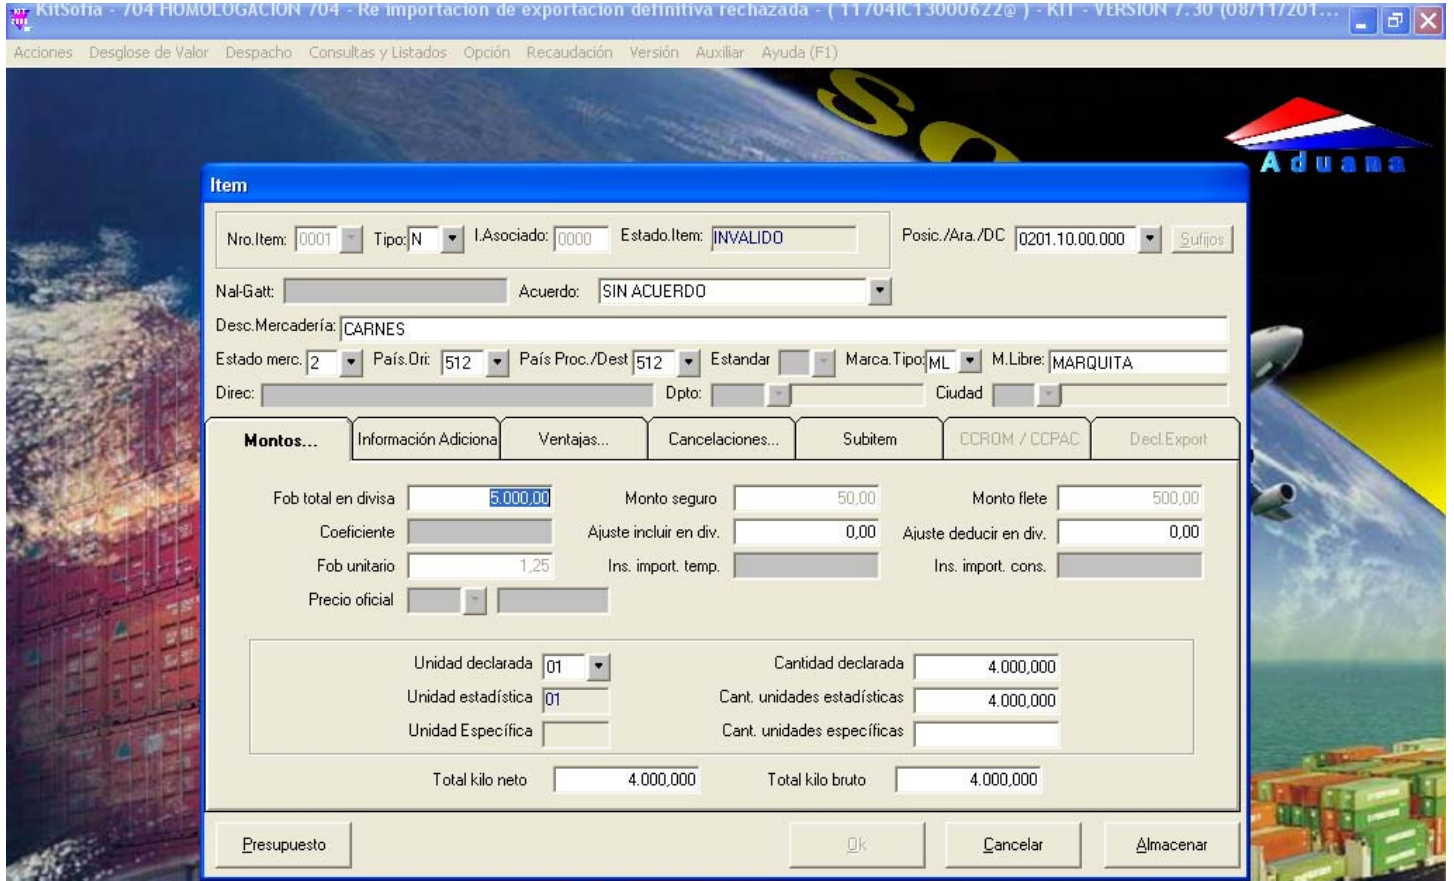 KitSofia - 704 HOMOLOGACION 704 - Re importacion de exportacion definitiva rechazada - ( 11704IC13000622@ ) - KIT - VERSION 7.30 (08/11/201...
Acciones Desglose de Valor Despacho Consultas y Listados Opción Recaudación Versión Auxiliar Ayuda (F1)
SO
Aduana
Item
Nro.Item: 0001 Tipo: N I.Asociado: 0000 Estado.Item: INVALIDO Posic./Ara./DC 0201.10.00.000 Sufijos
Nal-Gatt: Acuerdo: SIN ACUERDO
Desc.Mercadería: CARNES
Estado merc. 2 País.Ori: 512 País Proc./Dest 512 Estandar Marca.Tipo: ML M.Libre: MARQUITA
Direc: Dpto: Ciudad
Montos... Información Adiciona Ventajas... Cancelaciones... Subitem CCROM / CCPAC Decl.Export
Fob total en divisa 5.000,00 Monto seguro 50,00 Monto flete 500,00
Coeficiente Ajuste incluir en div. 0,00 Ajuste deducir en div. 0,00
Fob unitario 1,25 Ins. import. temp. Ins. import. cons.
Precio oficial
Unidad declarada 01 Cantidad declarada 4.000,000
Unidad estadística 01 Cant. unidades estadísticas 4.000,000
Unidad Específica Cant. unidades específicas
Total kilo neto 4.000,000 Total kilo bruto 4.000,000
Presupuesto Ok Cancelar Almacenar